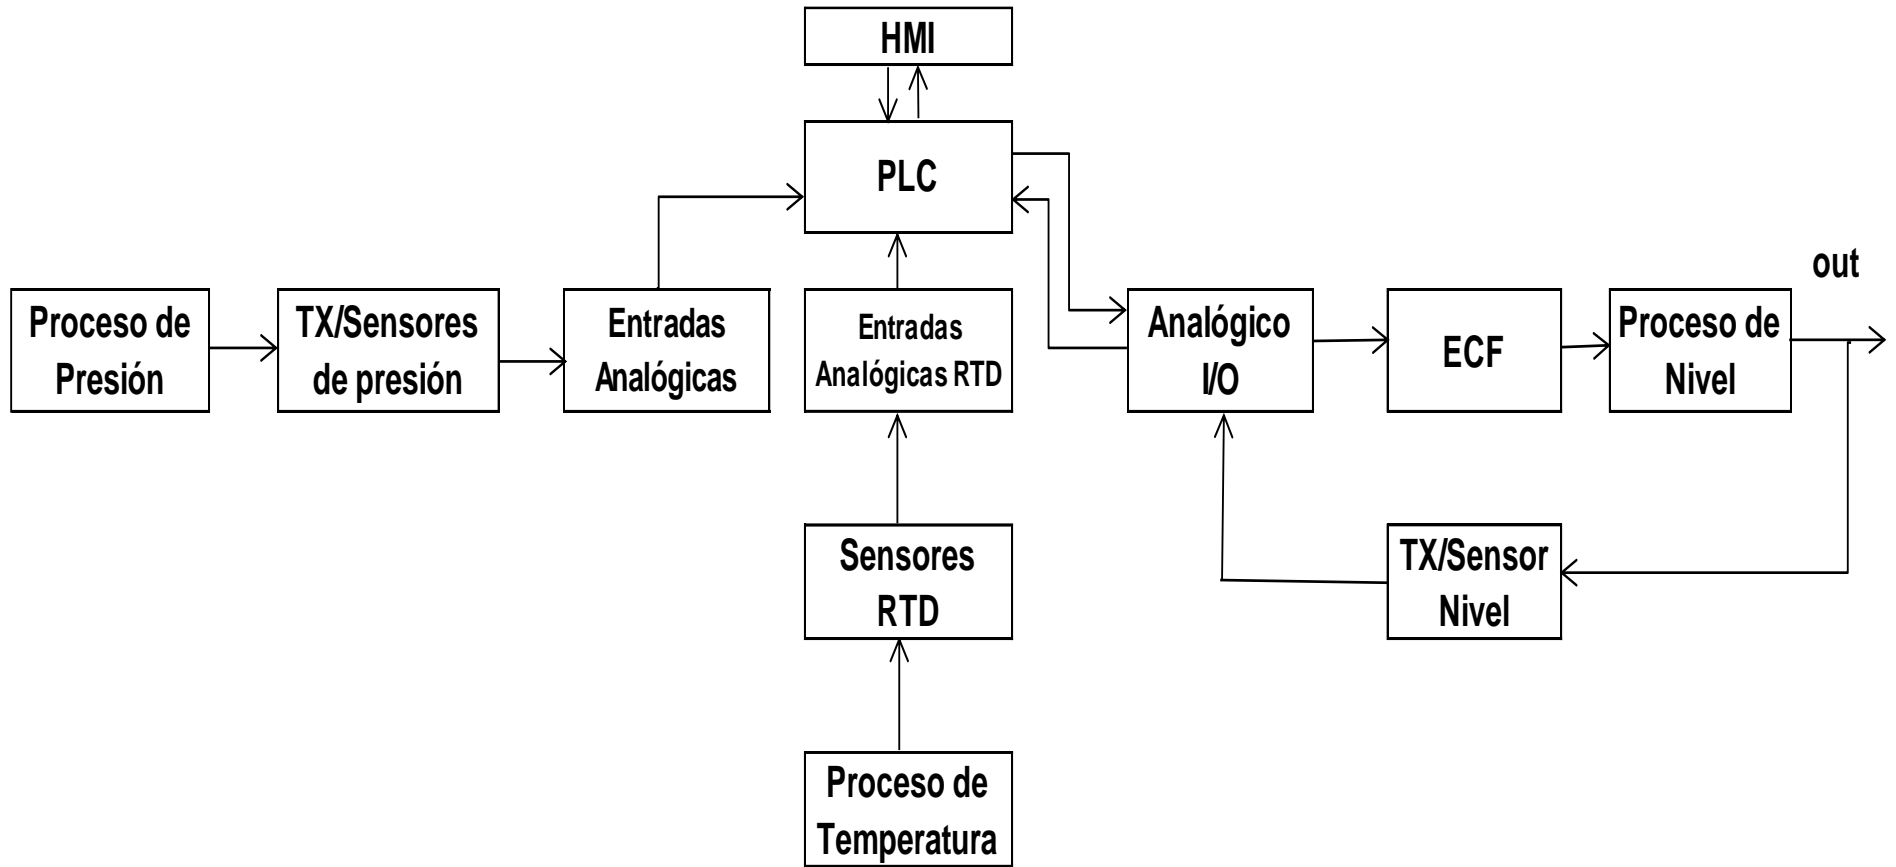 HMI
PLC
out
Proceso de
Presión
TX/Sensores
de presión
Entradas
Analógicas
Entradas
Analógicas RTD
Analógico
I/O
ECF
Proceso de
Nivel
Sensores
RTD
TX/Sensor
Nivel
Proceso de
Temperatura